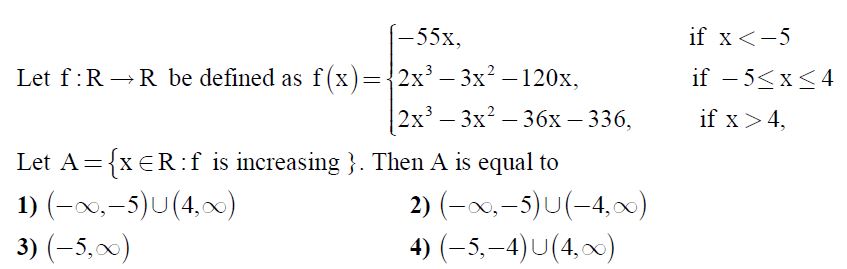 Let f : R → R be defined as f(x) = { −55x, if x < −5
2x³ − 3x² − 120x, if − 5 ≤ x ≤ 4
2x³ − 3x² − 36x − 336, if x > 4,
Let A = {x ∈ R : f is increasing }. Then A is equal to
1) (−∞, −5) ∪ (4, ∞) 2) (−∞, −5) ∪ (−4, ∞)
3) (−5, ∞) 4) (−5, −4) ∪ (4, ∞)